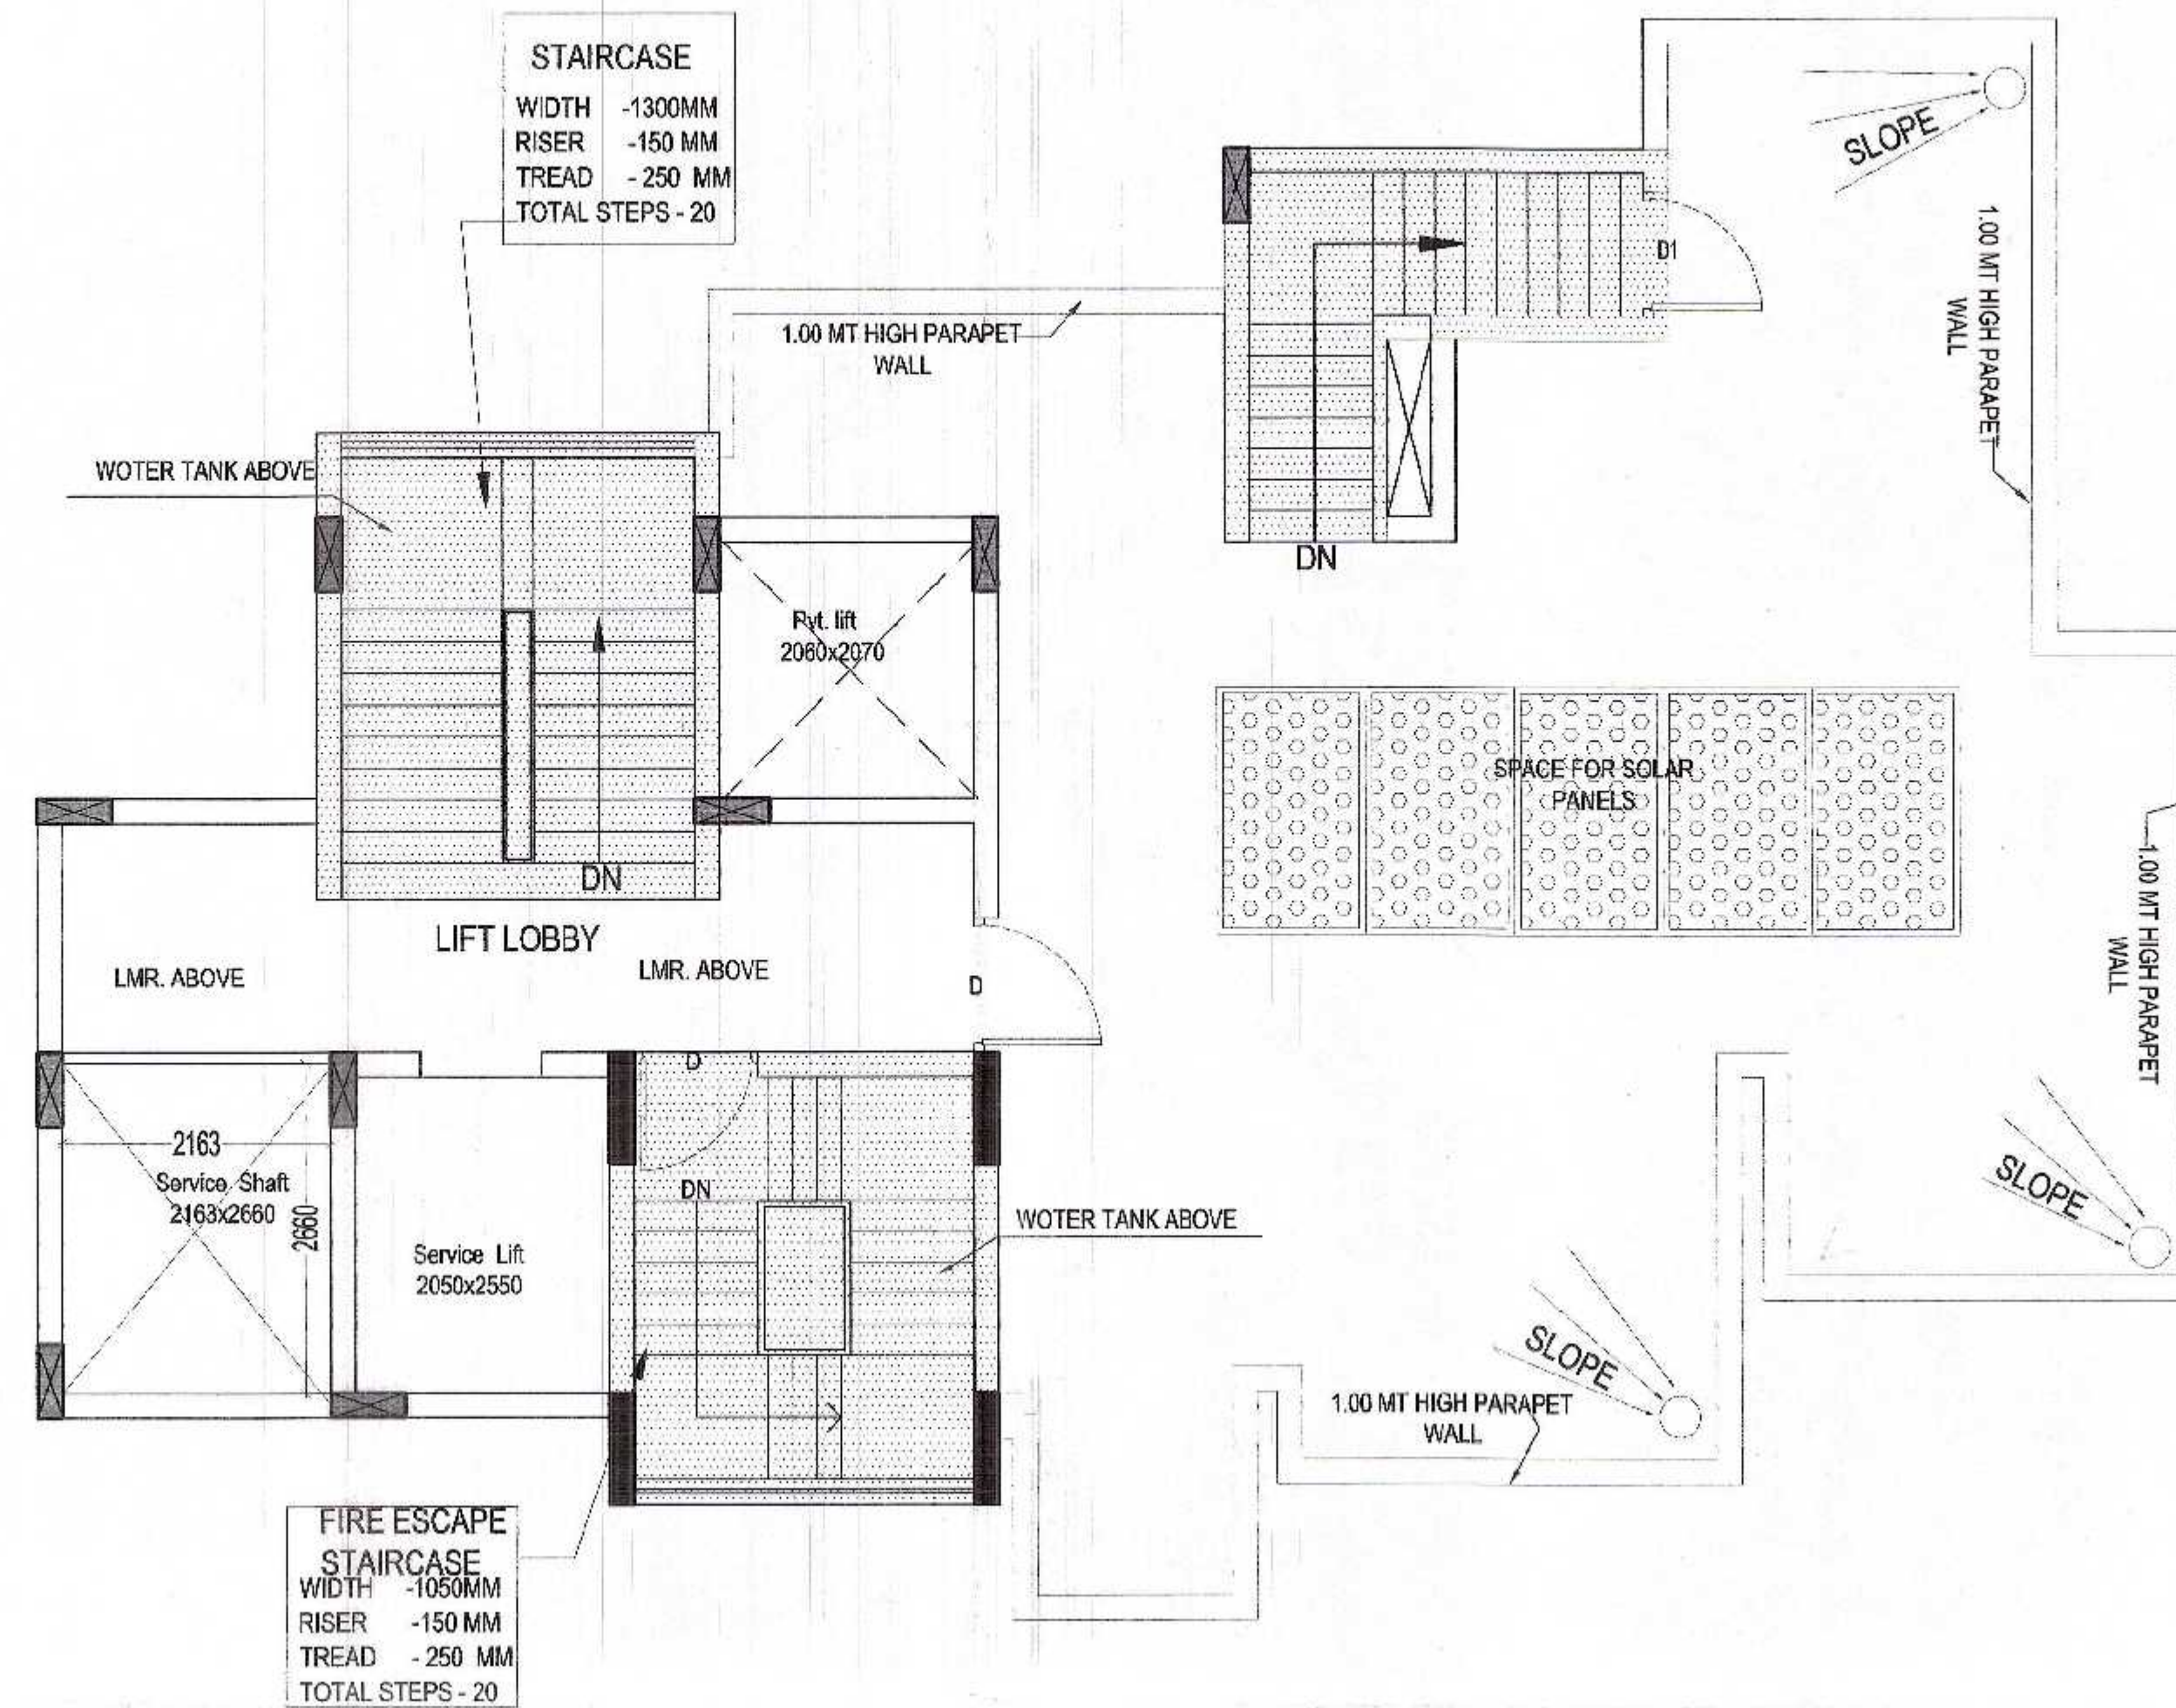 STAIRCASE
WIDTH -1300MM
RISER -150 MM
TREAD - 250 MM
TOTAL STEPS - 20
SLOPE
1.00 MT HIGH PARAPET
WALL
D1
1.00 MT HIGH PARAPET
WALL
WOTER TANK ABOVE
DN
Pvt. lift
2060x2070
SPACE FOR SOLAR
PANELS
DN
LIFT LOBBY
LMR. ABOVE
LMR. ABOVE
D
1.00 MT HIGH PARAPET
WALL
D
2163
Service Shaft
2163x2660
2660
DN
Service Lift
2050x2550
WOTER TANK ABOVE
SLOPE
SLOPE
1.00 MT HIGH PARAPET
WALL
FIRE ESCAPE
STAIRCASE
WIDTH -1050MM
RISER -150 MM
TREAD - 250 MM
TOTAL STEPS - 20